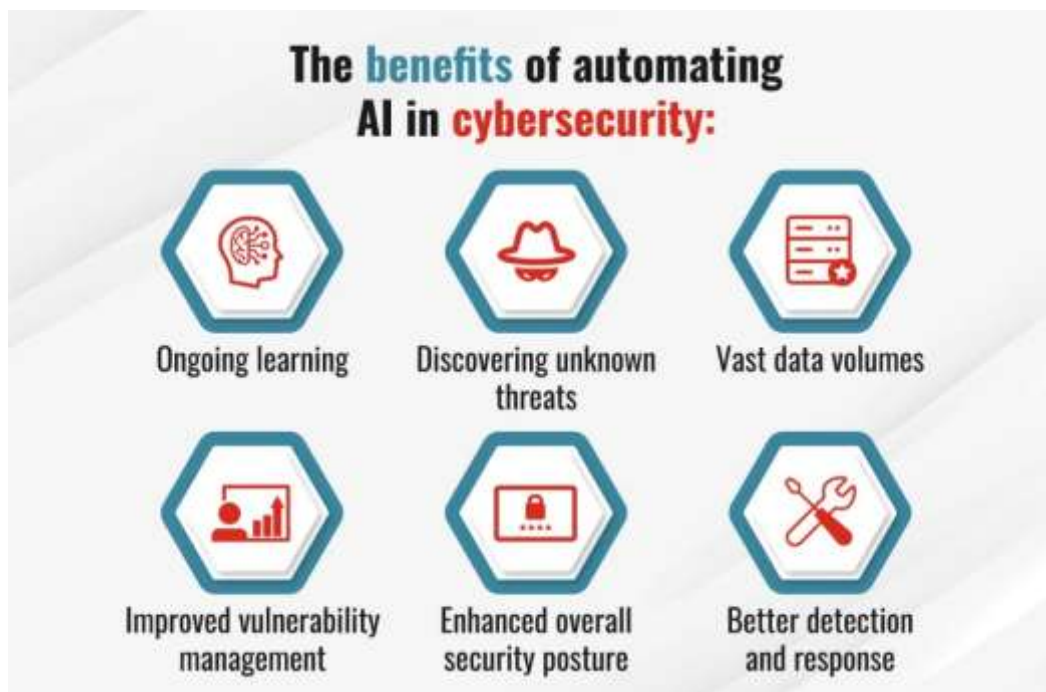 The benefits of automating
AI in cybersecurity:
Ongoing learning
Discovering unknown
threats
Vast data volumes
Improved vulnerability
management
Enhanced overall
security posture
Better detection
and response